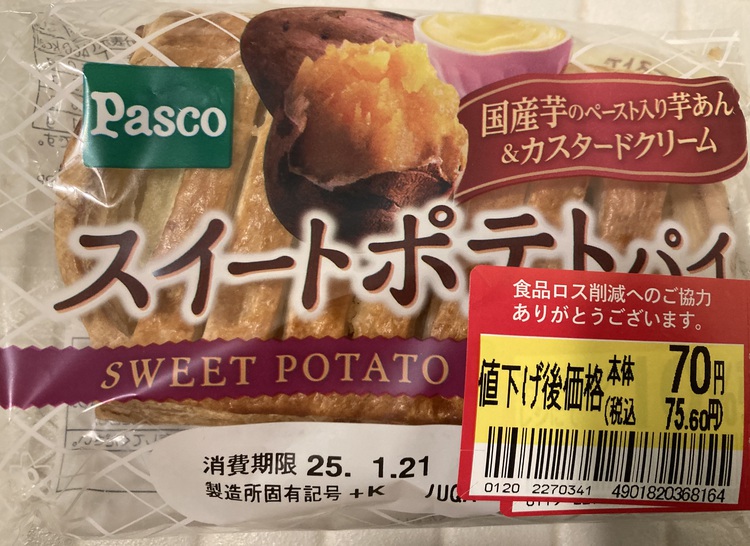 Pasco
国産芋のペースト入り芋あん
&カスタードクリーム
スイートポテトパイ
SWEET POTATO
食品ロス削減へのご協力
ありがとうございます。
値下げ後価格 本体 70円
(税込 75.60円)
0120 2270341 4901820368164
消費期限 25. 1.21
製造所固有記号 +K